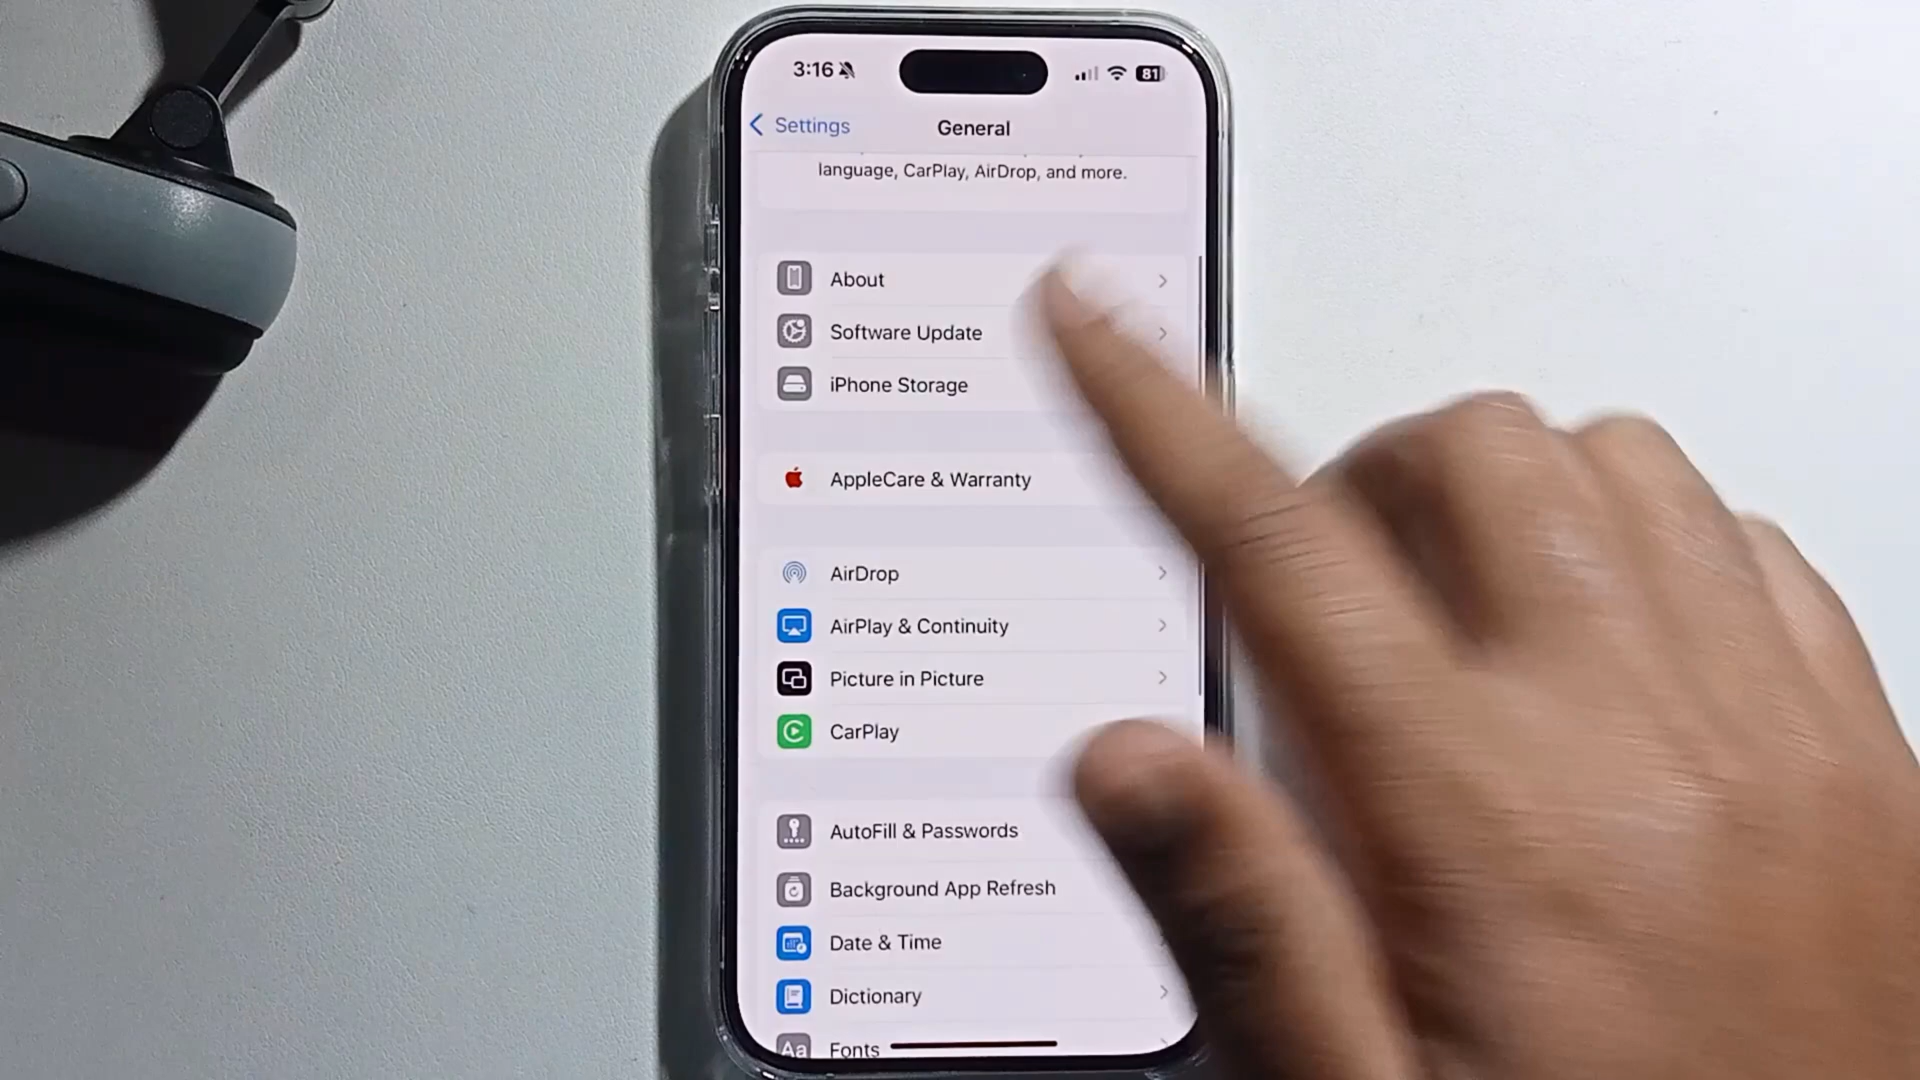 3:16
81
Settings
General
language, CarPlay, AirDrop, and more.
About
Software Update
iPhone Storage
AppleCare & Warranty
AirDrop
AirPlay & Continuity
Picture in Picture
CarPlay
AutoFill & Passwords
Background App Refresh
Date & Time
Dictionary
Aa Fonts